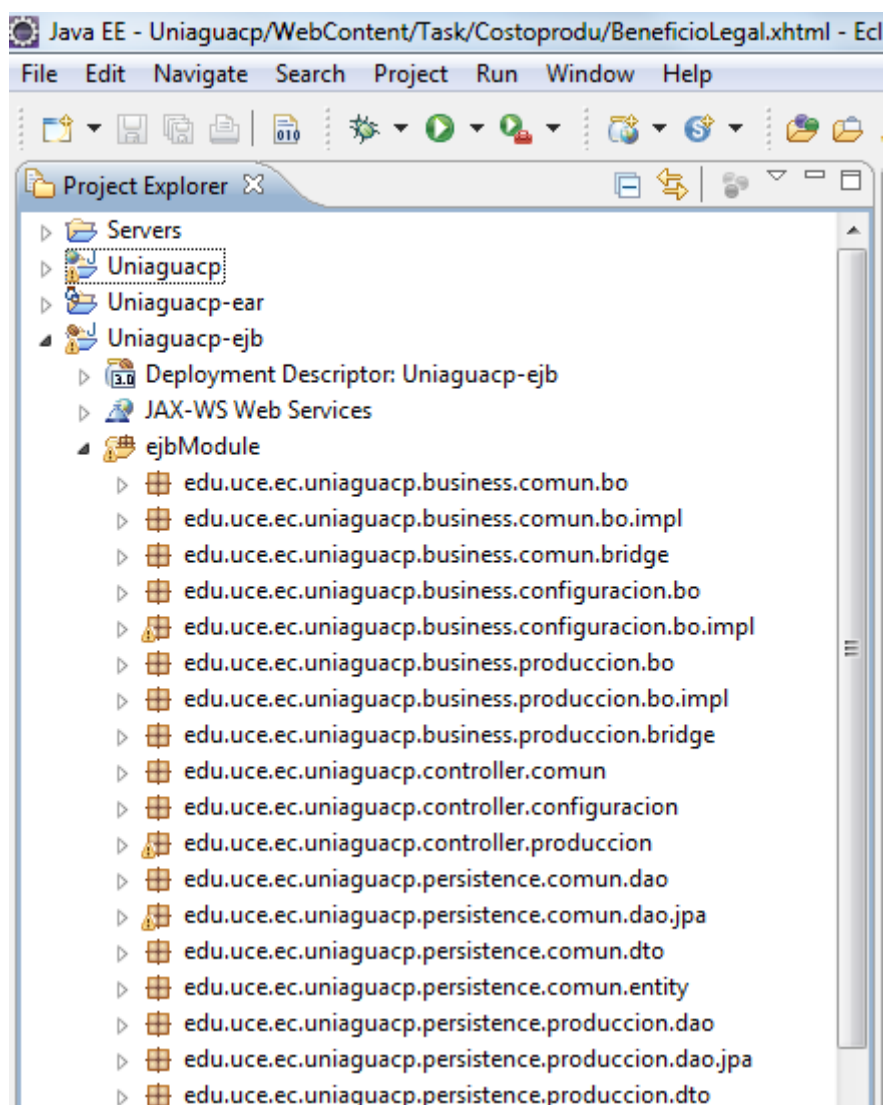 Java EE - Uniaguacp/WebContent/Task/Costoprodu/BeneficioLegal.xhtml - Ecl
File Edit Navigate Search Project Run Window Help
010
Project Explorer
Servers
Uniaguacp
Uniaguacp-ear
Uniaguacp-ejb
3.0 Deployment Descriptor: Uniaguacp-ejb
JAX-WS Web Services
ejbModule
edu.uce.ec.uniaguacp.business.comun.bo
edu.uce.ec.uniaguacp.business.comun.bo.impl
edu.uce.ec.uniaguacp.business.comun.bridge
edu.uce.ec.uniaguacp.business.configuracion.bo
edu.uce.ec.uniaguacp.business.configuracion.bo.impl
edu.uce.ec.uniaguacp.business.produccion.bo
edu.uce.ec.uniaguacp.business.produccion.bo.impl
edu.uce.ec.uniaguacp.business.produccion.bridge
edu.uce.ec.uniaguacp.controller.comun
edu.uce.ec.uniaguacp.controller.configuracion
edu.uce.ec.uniaguacp.controller.produccion
edu.uce.ec.uniaguacp.persistence.comun.dao
edu.uce.ec.uniaguacp.persistence.comun.dao.jpa
edu.uce.ec.uniaguacp.persistence.comun.dto
edu.uce.ec.uniaguacp.persistence.comun.entity
edu.uce.ec.uniaguacp.persistence.produccion.dao
edu.uce.ec.uniaguacp.persistence.produccion.dao.jpa
edu.uce.ec.uniaguacp.persistence.produccion.dto